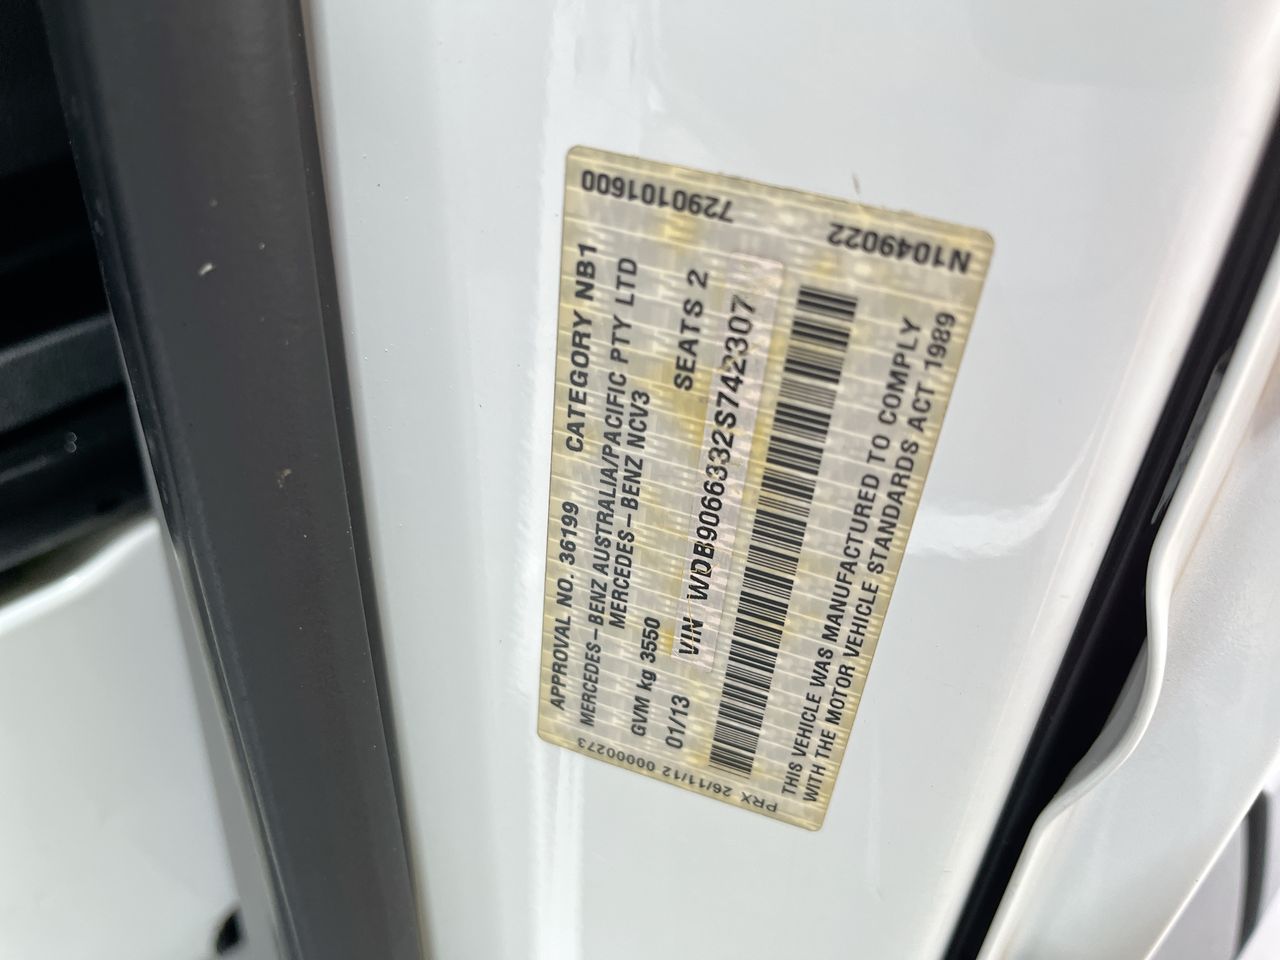 APPROVAL NO. 36199 CATEGORY NB1
MERCEDES-BENZ AUSTRALIA/PACIFIC PTY LTD
MERCEDES-BENZ NCV3
GVM kg 3550 SEATS 2
01/13
VIN WDB9066332S742307
THIS VEHICLE WAS MANUFACTURED TO COMPLY
WITH THE MOTOR VEHICLE STANDARDS ACT 1989
7290101600
N1049022
PRX 26/11/12 00000273